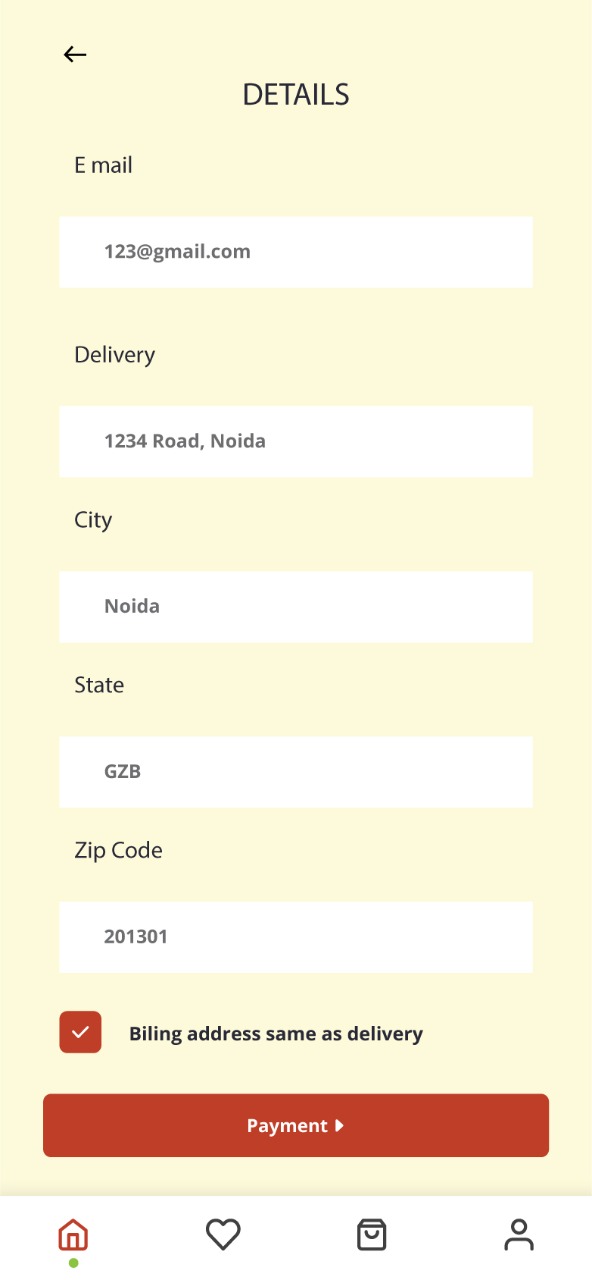 DETAILS
E mail
123@gmail.com
Delivery
1234 Road, Noida
City
Noida
State
GZB
Zip Code
201301
Biling address same as delivery
Payment